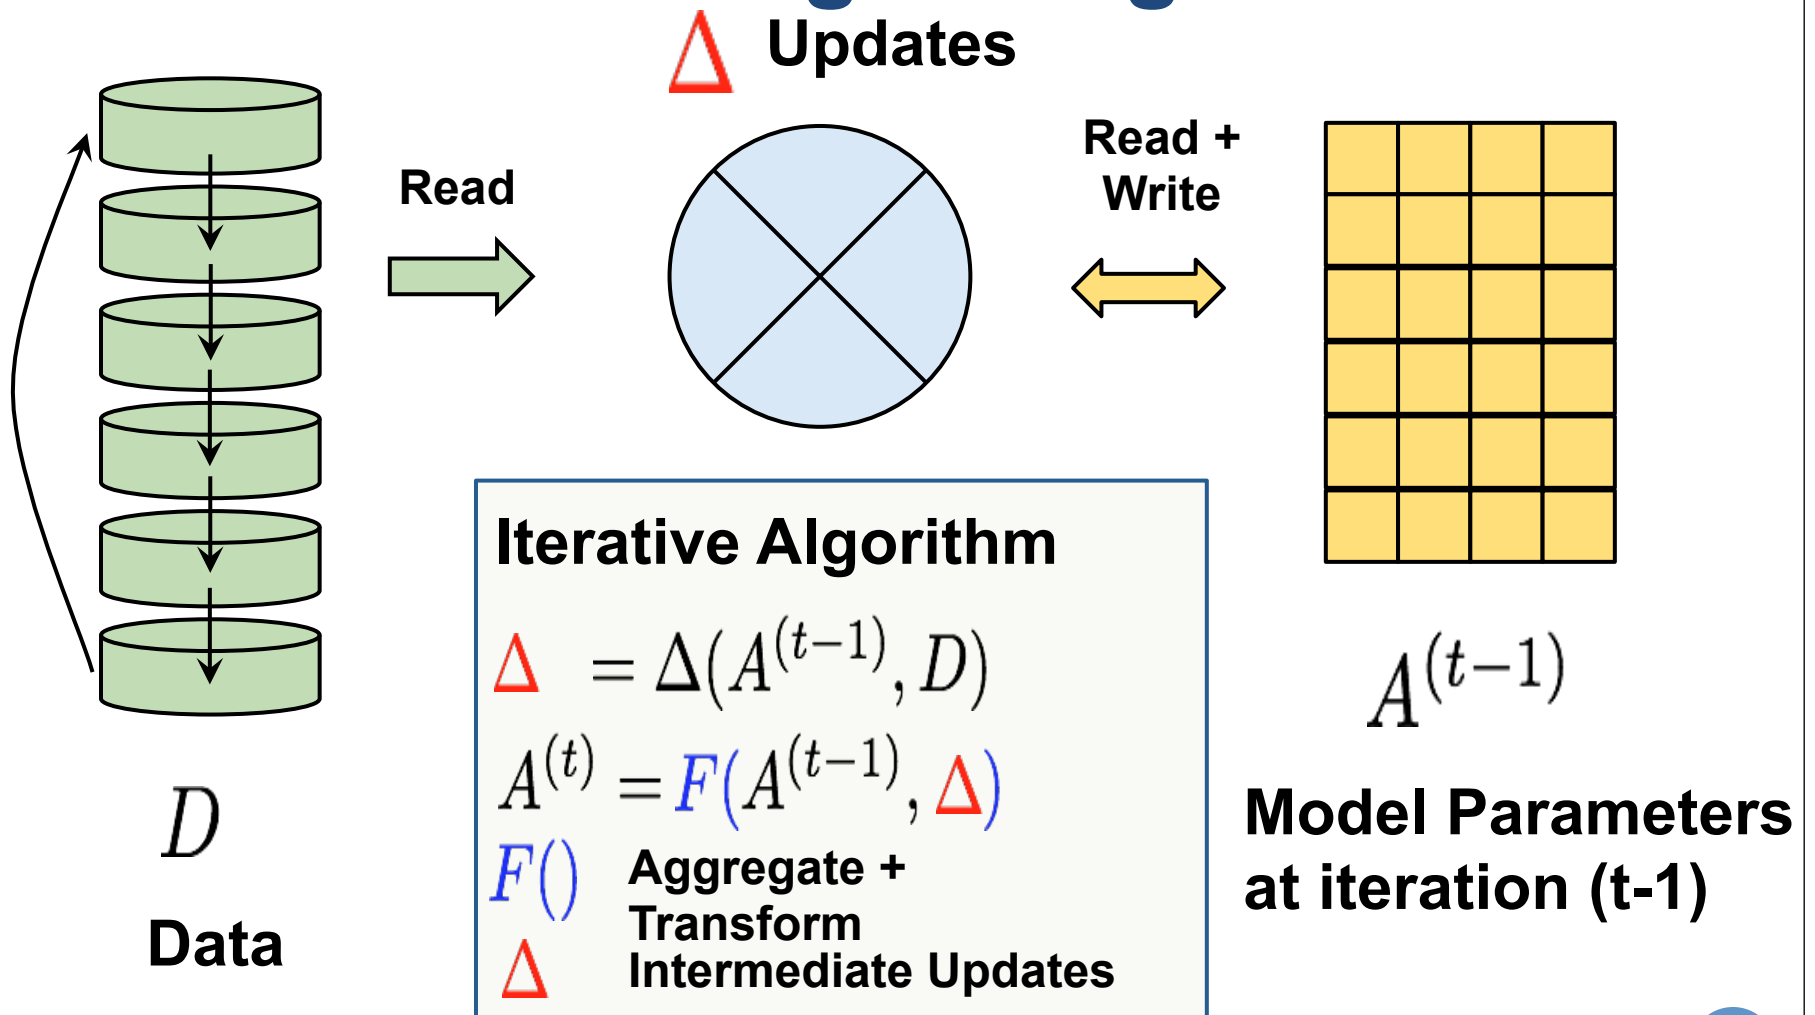 Δ Updates
Read
Read +
Write
Iterative Algorithm
Δ = Δ(A^(t−1), D)
A^(t) = F(A^(t−1), Δ)
F() Aggregate +
Transform
Δ Intermediate Updates
D
Data
A^(t−1)
Model Parameters
at iteration (t-1)